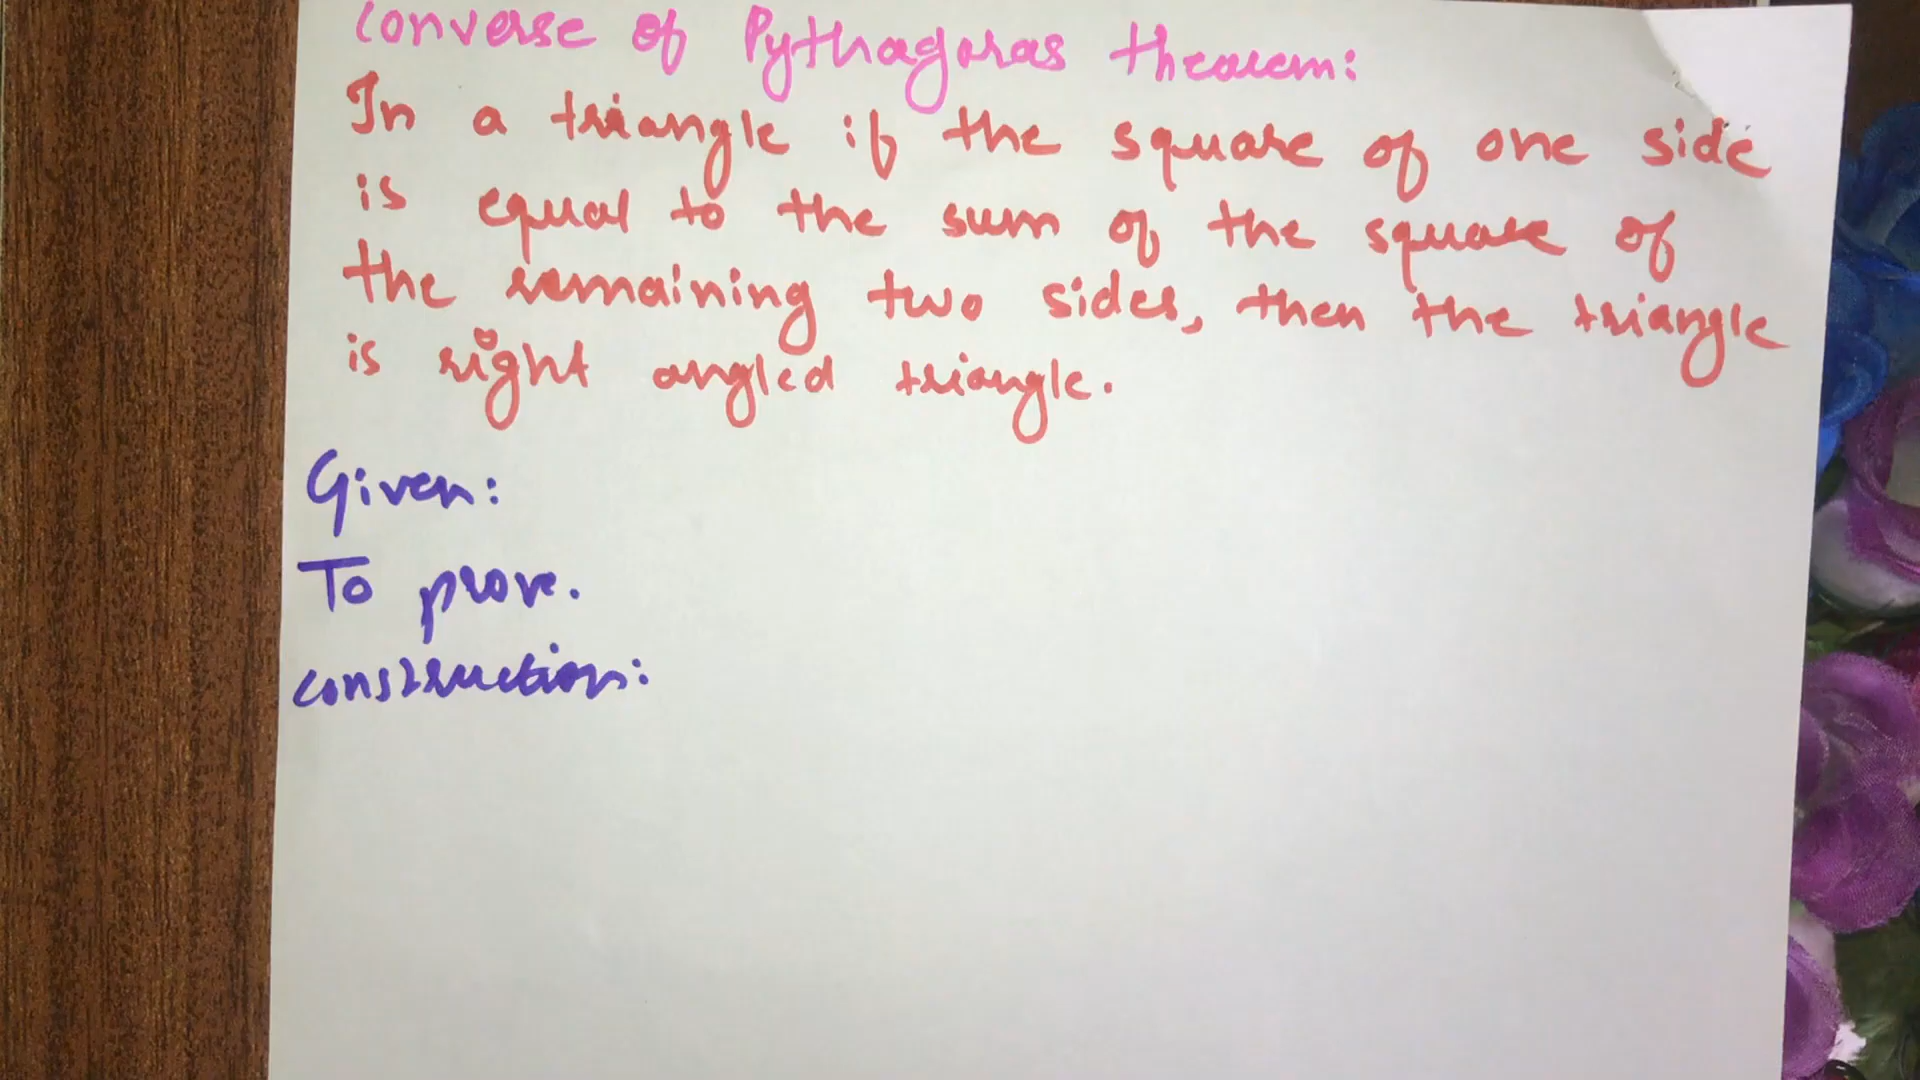 Converse of Pythagoras theorem:
In a triangle if the square of one side
is equal to the sum of the square of
the remaining two sides, then the triangle
is right angled triangle.
Given:
To prove.
construction: